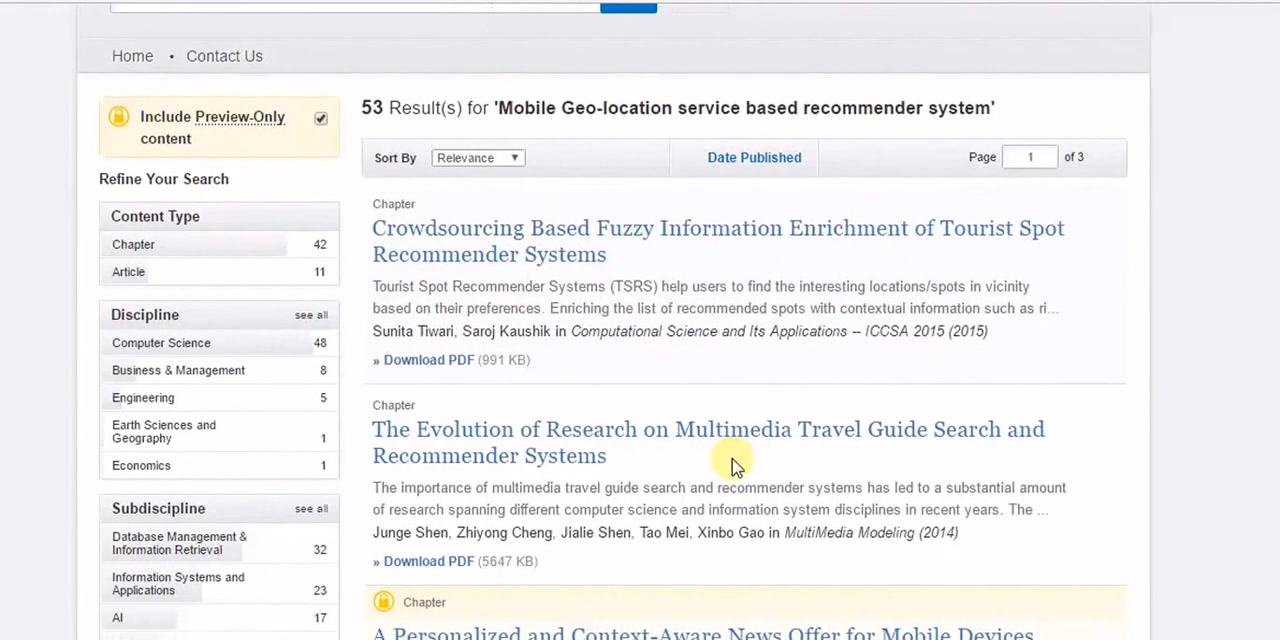 Home • Contact Us
Include Preview-Only
content
Refine Your Search
Content Type
Chapter 42
Article 11
Discipline see all
Computer Science 48
Business & Management 8
Engineering 5
Earth Sciences and
Geography 1
Economics 1
Subdiscipline see all
Database Management &
Information Retrieval 32
Information Systems and
Applications 23
AI 17
53 Result(s) for 'Mobile Geo-location service based recommender system'
Sort By Relevance Date Published Page 1 of 3
Chapter
Crowdsourcing Based Fuzzy Information Enrichment of Tourist Spot
Recommender Systems
Tourist Spot Recommender Systems (TSRS) help users to find the interesting locations/spots in vicinity
based on their preferences. Enriching the list of recommended spots with contextual information such as ri...
Sunita Tiwari, Saroj Kaushik in Computational Science and Its Applications -- ICCSA 2015 (2015)
» Download PDF (991 KB)
Chapter
The Evolution of Research on Multimedia Travel Guide Search and
Recommender Systems
The importance of multimedia travel guide search and recommender systems has led to a substantial amount
of research spanning different computer science and information system disciplines in recent years. The ...
Junge Shen, Zhiyong Cheng, Jialie Shen, Tao Mei, Xinbo Gao in MultiMedia Modeling (2014)
» Download PDF (5647 KB)
Chapter
A Personalized and Context-Aware News Offer for Mobile Devices